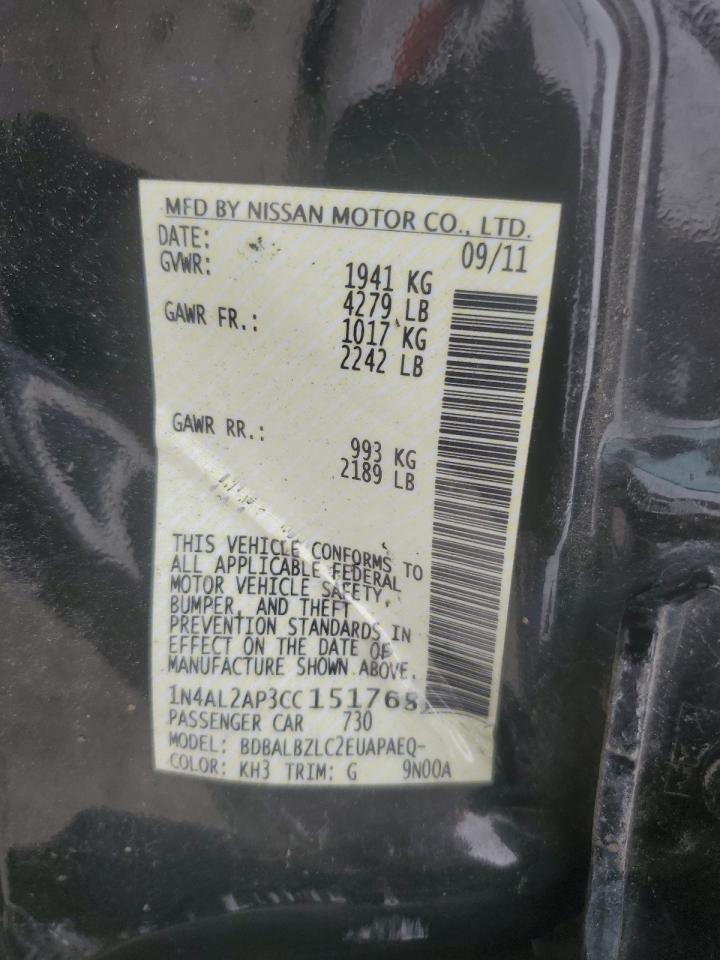 MFD BY NISSAN MOTOR CO., LTD.
DATE: 09/11
GVWR: 1941 KG
4279 LB
GAWR FR.: 1017 KG
2242 LB
GAWR RR.: 993 KG
2189 LB
THIS VEHICLE CONFORMS TO
ALL APPLICABLE FEDERAL
MOTOR VEHICLE SAFETY,
BUMPER, AND THEFT
PREVENTION STANDARDS IN
EFFECT ON THE DATE OF
MANUFACTURE SHOWN ABOVE.
1N4AL2AP3CC151765
PASSENGER CAR 730
MODEL: BDBALBZLC2EUAPAEQ-
COLOR: KH3 TRIM: G 9N00A